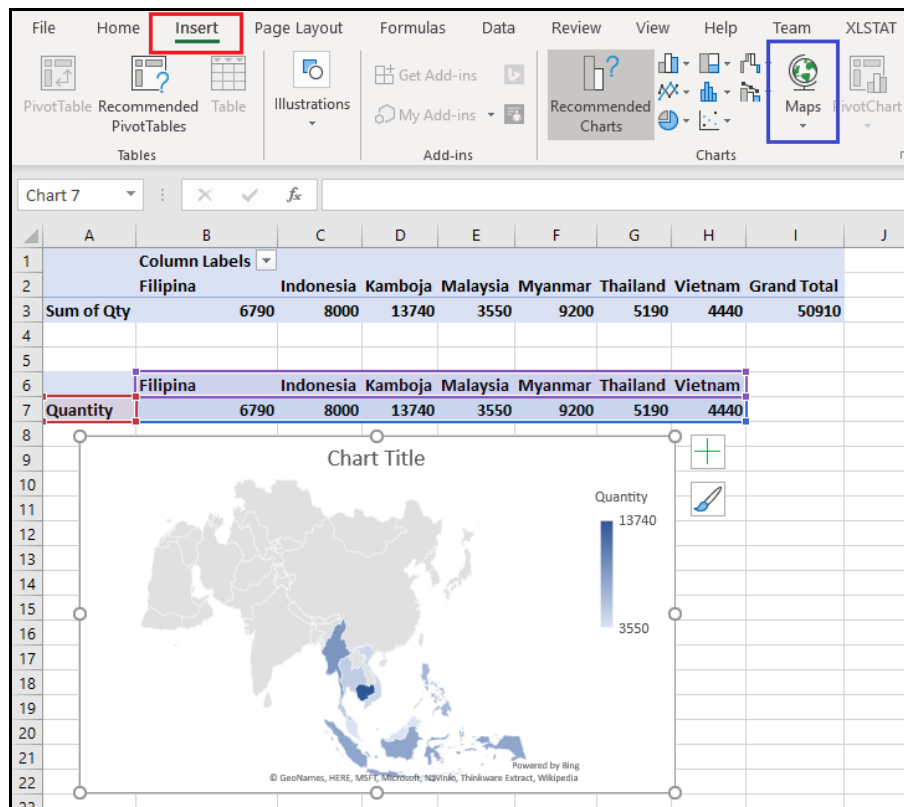 File Home Insert Page Layout Formulas Data Review View Help Team XLSTAT
PivotTable Recommended PivotTables Table Illustrations Get Add-ins My Add-ins Recommended Charts Maps PivotChart
Tables Add-ins Charts
Chart 7 fx
A B C D E F G H I J
1 Column Labels
2 Filipina Indonesia Kamboja Malaysia Myanmar Thailand Vietnam Grand Total
3 Sum of Qty 6790 8000 13740 3550 9200 5190 4440 50910
4
5
6 Filipina Indonesia Kamboja Malaysia Myanmar Thailand Vietnam
7 Quantity 6790 8000 13740 3550 9200 5190 4440
8
9 Chart Title
10
11 Quantity
12 13740
13
14
15
16 3550
17
18
19
20
21 Powered by Bing
22 © GeoNames, HERE, MSFT, Microsoft, NavInfo, Thinkware Extract, Wikipedia
23